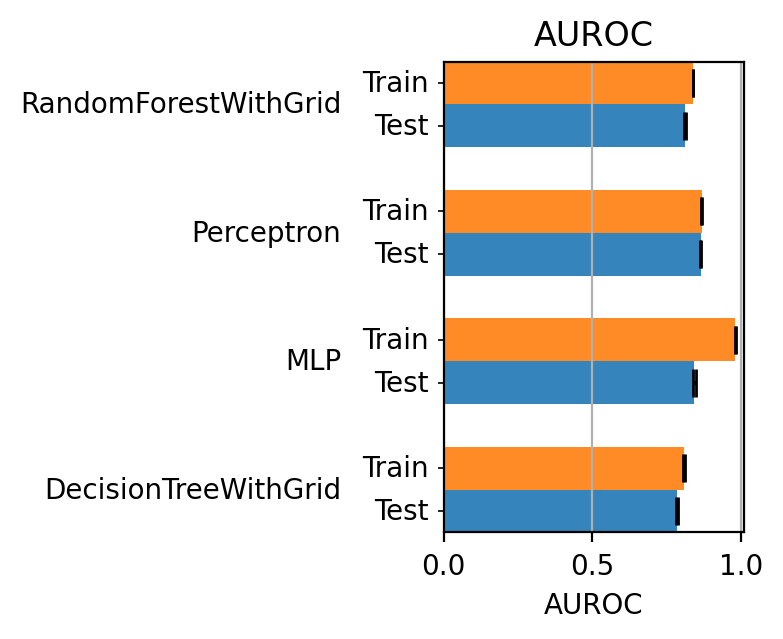 AUROC
RandomForestWithGrid
Train
Test
Perceptron
Train
Test
MLP
Train
Test
DecisionTreeWithGrid
Train
Test
0.0 0.5 1.0
AUROC